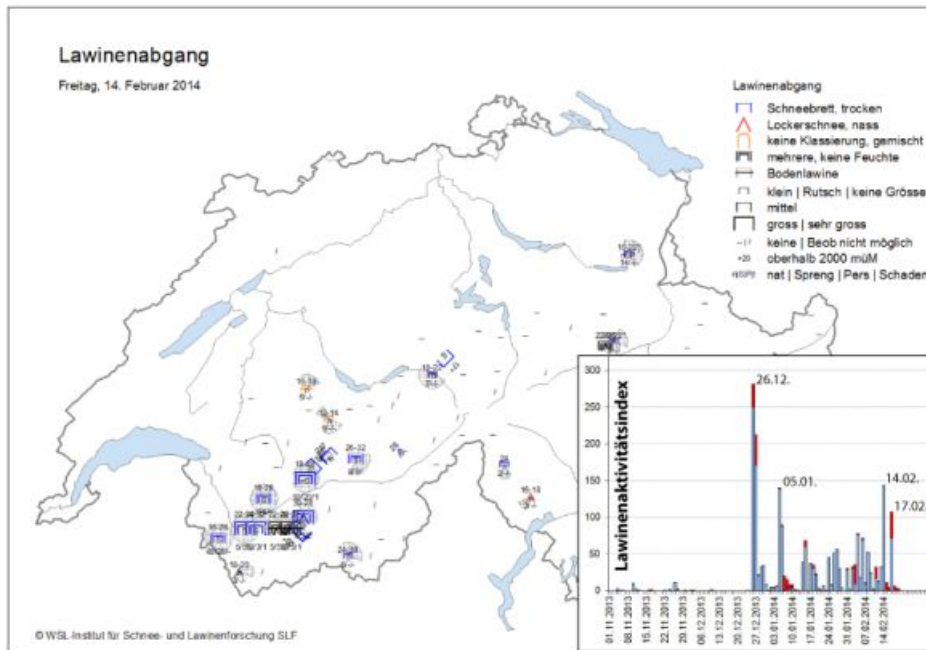 Lawinenabgang
Freitag, 14. Februar 2014
Lawinenabgang
Schneebrett, trocken
Lockerschnee, nass
keine Klassierung, gemischt
mehrere, keine Feuchte
Bodenlawine
klein | Rutsch | keine Grösse
mittel
gross | sehr gross
keine | Beob nicht möglich
oberhalb 2000 müM
nat | Spreng | Pers | Schaden
Lawinenaktivitätsindex
300
250
200
150
100
50
0
26.12.
05.01.
14.02.
17.02.
01.11.2013
08.11.2013
15.11.2013
22.11.2013
29.11.2013
06.12.2013
13.12.2013
20.12.2013
27.12.2013
03.01.2014
10.01.2014
17.01.2014
24.01.2014
31.01.2014
07.02.2014
14.02.2014
© WSL-Institut für Schnee- und Lawinenforschung SLF